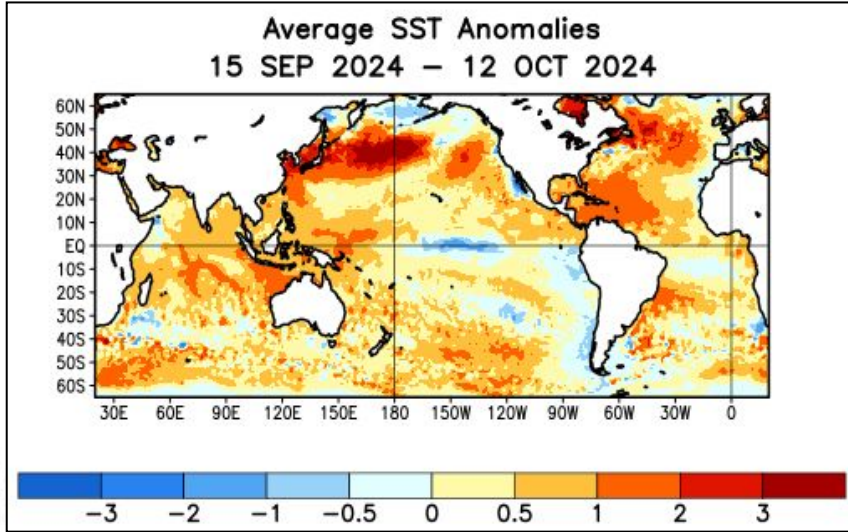 Average SST Anomalies
15 SEP 2024 – 12 OCT 2024
60N
50N
40N
30N
20N
10N
EQ
10S
20S
30S
40S
50S
60S
30E 60E 90E 120E 150E 180 150W 120W 90W 60W 30W 0
−3 −2 −1 −0.5 0 0.5 1 2 3